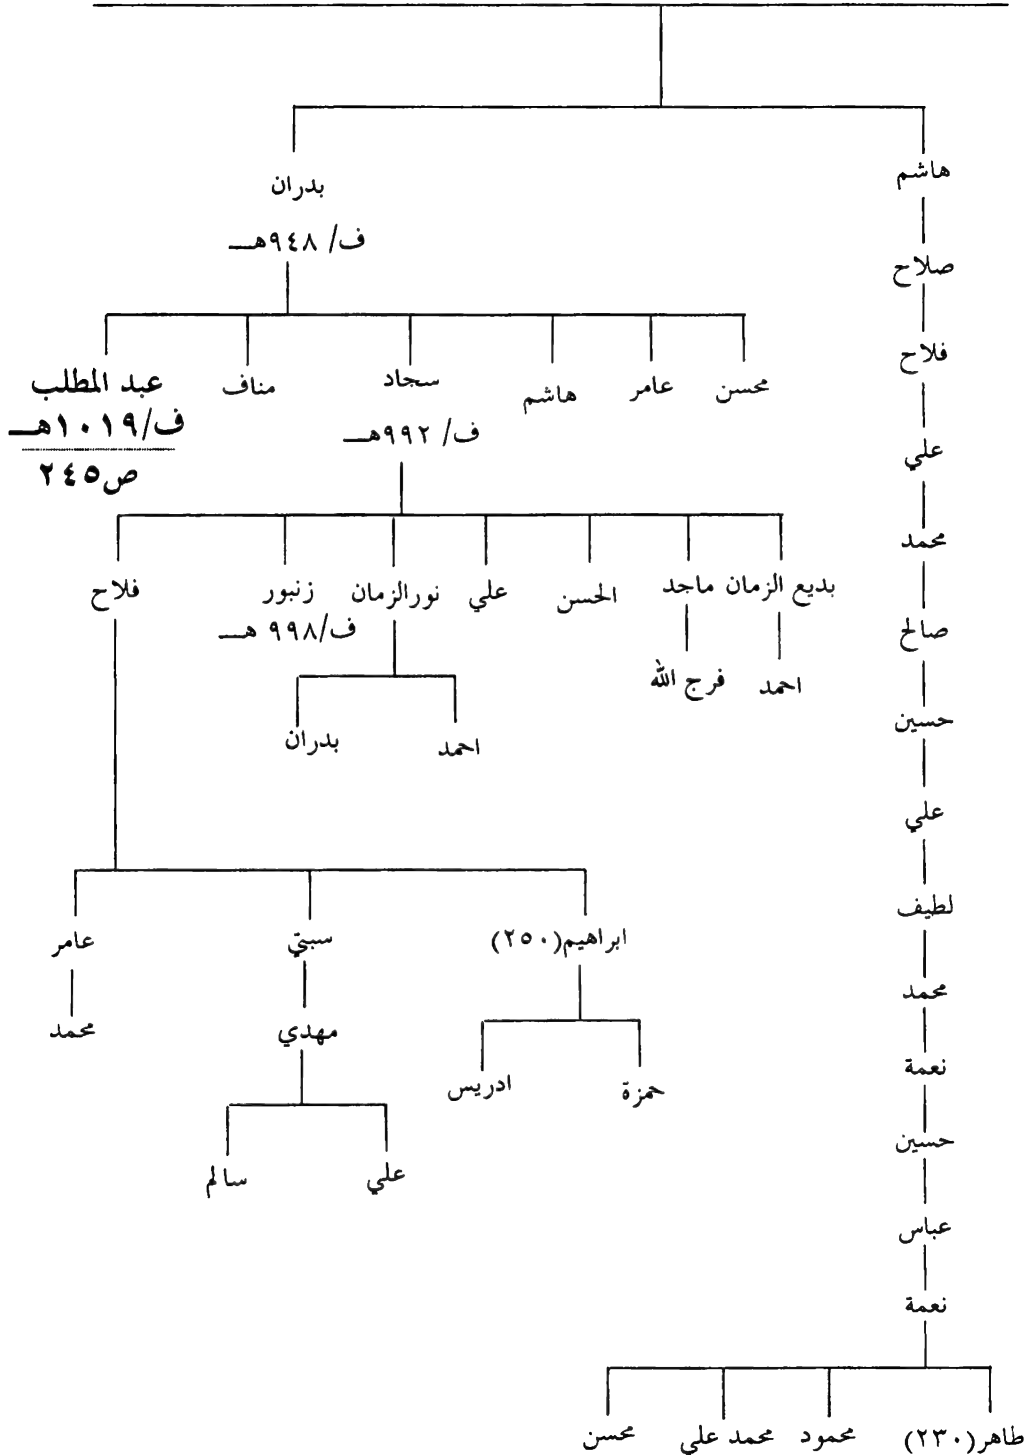 هاشم
بدران
ف/ ٩٤٨هـ
صلاح
فلاح
محسن عامر هاشم سجاد مناف عبد المطلب
ف/ ٩٩٢هـ
ف/١٠١٩هـ
ص٢٤٥
علي
محمد
بديع الزمان ماجد الحسن علي نورالزمان زنبور فلاح
ف/٩٩٨ هـ
صالح
احمد فرج الله
حسين
احمد بدران
علي
لطيف
ابراهيم(٢٥٠) سبتي عامر
محمد
مهدي محمد
نعمة
حمزة ادريس
حسين
علي سالم
عباس
نعمة
طاهر(٢٣٠) محمود محمد علي محسن